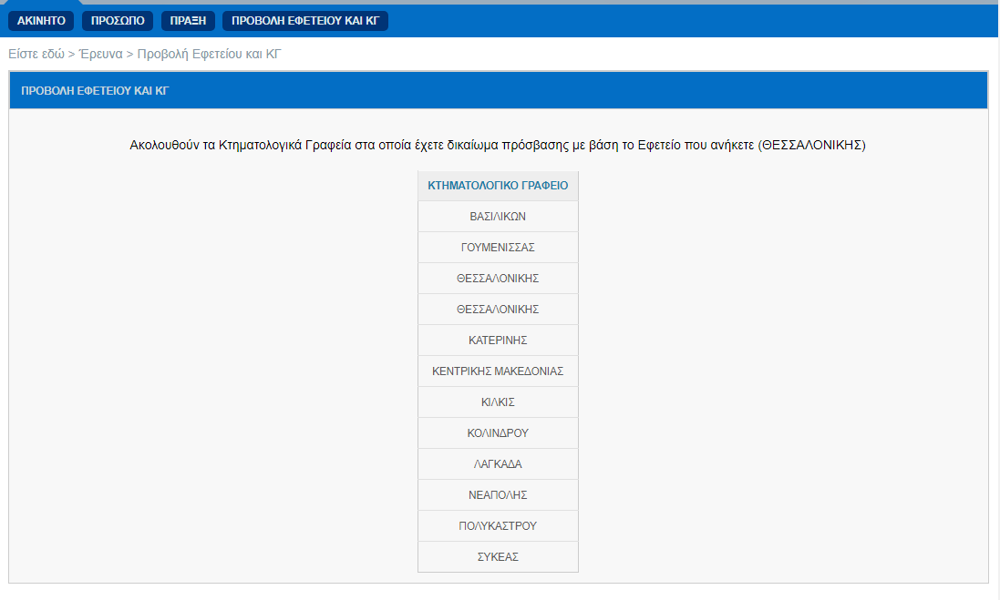 ΑΚΙΝΗΤΟ ΠΡΟΣΩΠΟ ΠΡΑΞΗ ΠΡΟΒΟΛΗ ΕΦΕΤΕΙΟΥ ΚΑΙ ΚΓ
Είστε εδώ > Έρευνα > Προβολή Εφετείου και ΚΓ
ΠΡΟΒΟΛΗ ΕΦΕΤΕΙΟΥ ΚΑΙ ΚΓ
Ακολουθούν τα Κτηματολογικά Γραφεία στα οποία έχετε δικαίωμα πρόσβασης με βάση το Εφετείο που ανήκετε (ΘΕΣΣΑΛΟΝΙΚΗΣ)
ΚΤΗΜΑΤΟΛΟΓΙΚΟ ΓΡΑΦΕΙΟ
ΒΑΣΙΛΙΚΩΝ
ΓΟΥΜΕΝΙΣΣΑΣ
ΘΕΣΣΑΛΟΝΙΚΗΣ
ΘΕΣΣΑΛΟΝΙΚΗΣ
ΚΑΤΕΡΙΝΗΣ
ΚΕΝΤΡΙΚΗΣ ΜΑΚΕΔΟΝΙΑΣ
ΚΙΛΚΙΣ
ΚΟΛΙΝΔΡΟΥ
ΛΑΓΚΑΔΑ
ΝΕΑΠΟΛΗΣ
ΠΟΛΥΚΑΣΤΡΟΥ
ΣΥΚΕΑΣ